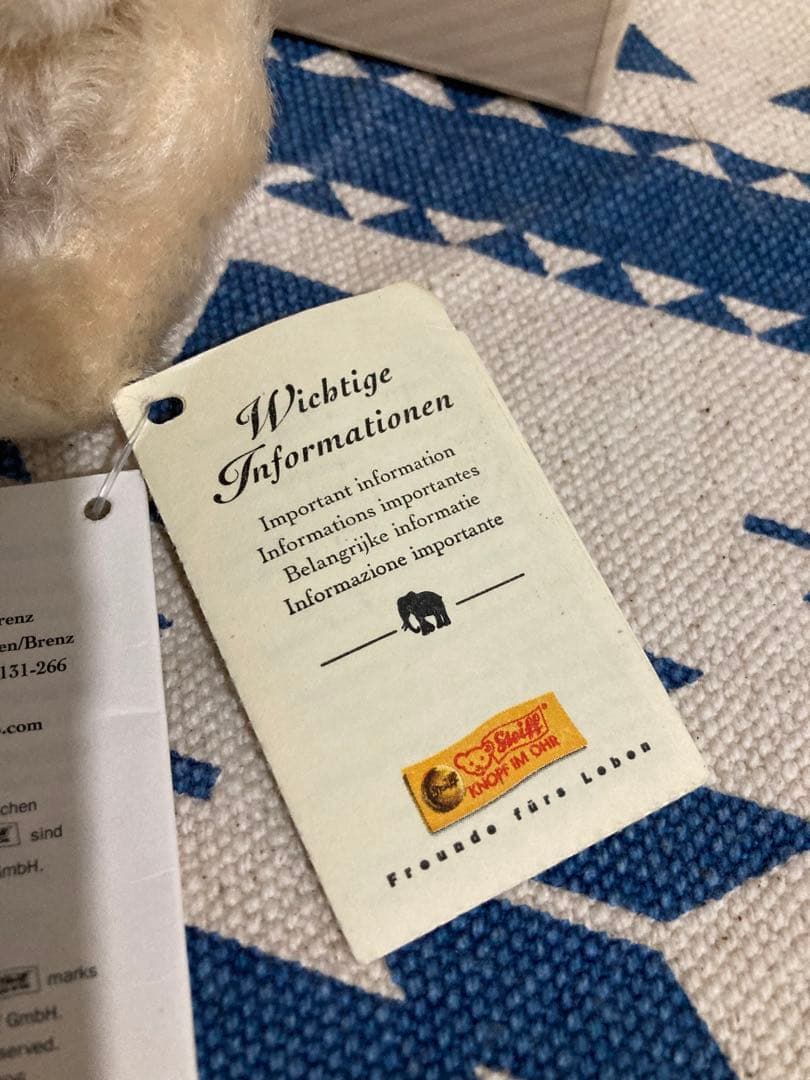 Wichtige
Informationen
Important information
Informations importantes
Belangrijke informatie
Informazione importante
Steiff
Steiff®
KNOPF IM OHR
Freunde fürs Leben
renz
en/Brenz
131-266
.com
chen
sind
mbH.
marks
GmbH.
served.